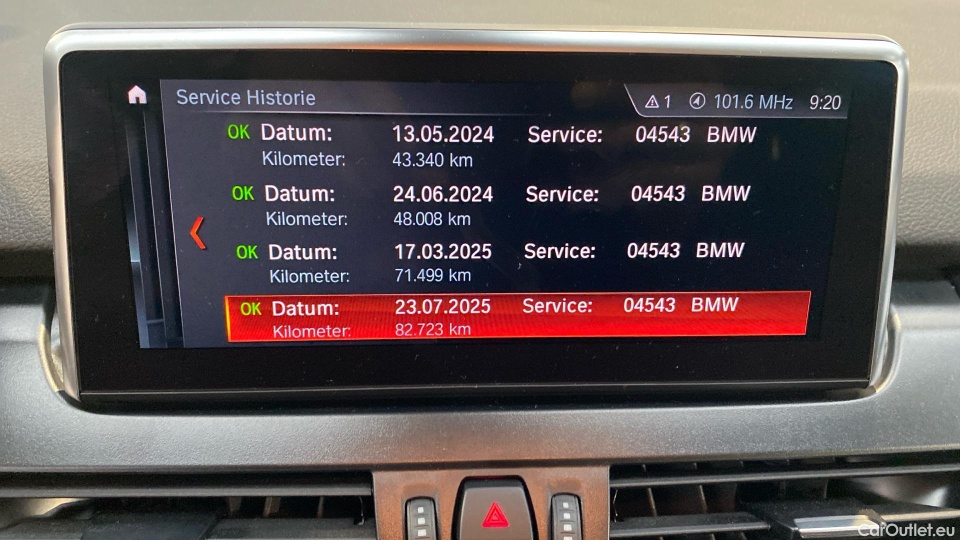 Service Historie
1 101.6 MHz 9:20
OK Datum: 13.05.2024 Service: 04543 BMW
Kilometer: 43.340 km
OK Datum: 24.06.2024 Service: 04543 BMW
Kilometer: 48.008 km
OK Datum: 17.03.2025 Service: 04543 BMW
Kilometer: 71.499 km
OK Datum: 23.07.2025 Service: 04543 BMW
Kilometer: 82.723 km
CarOutlet.eu